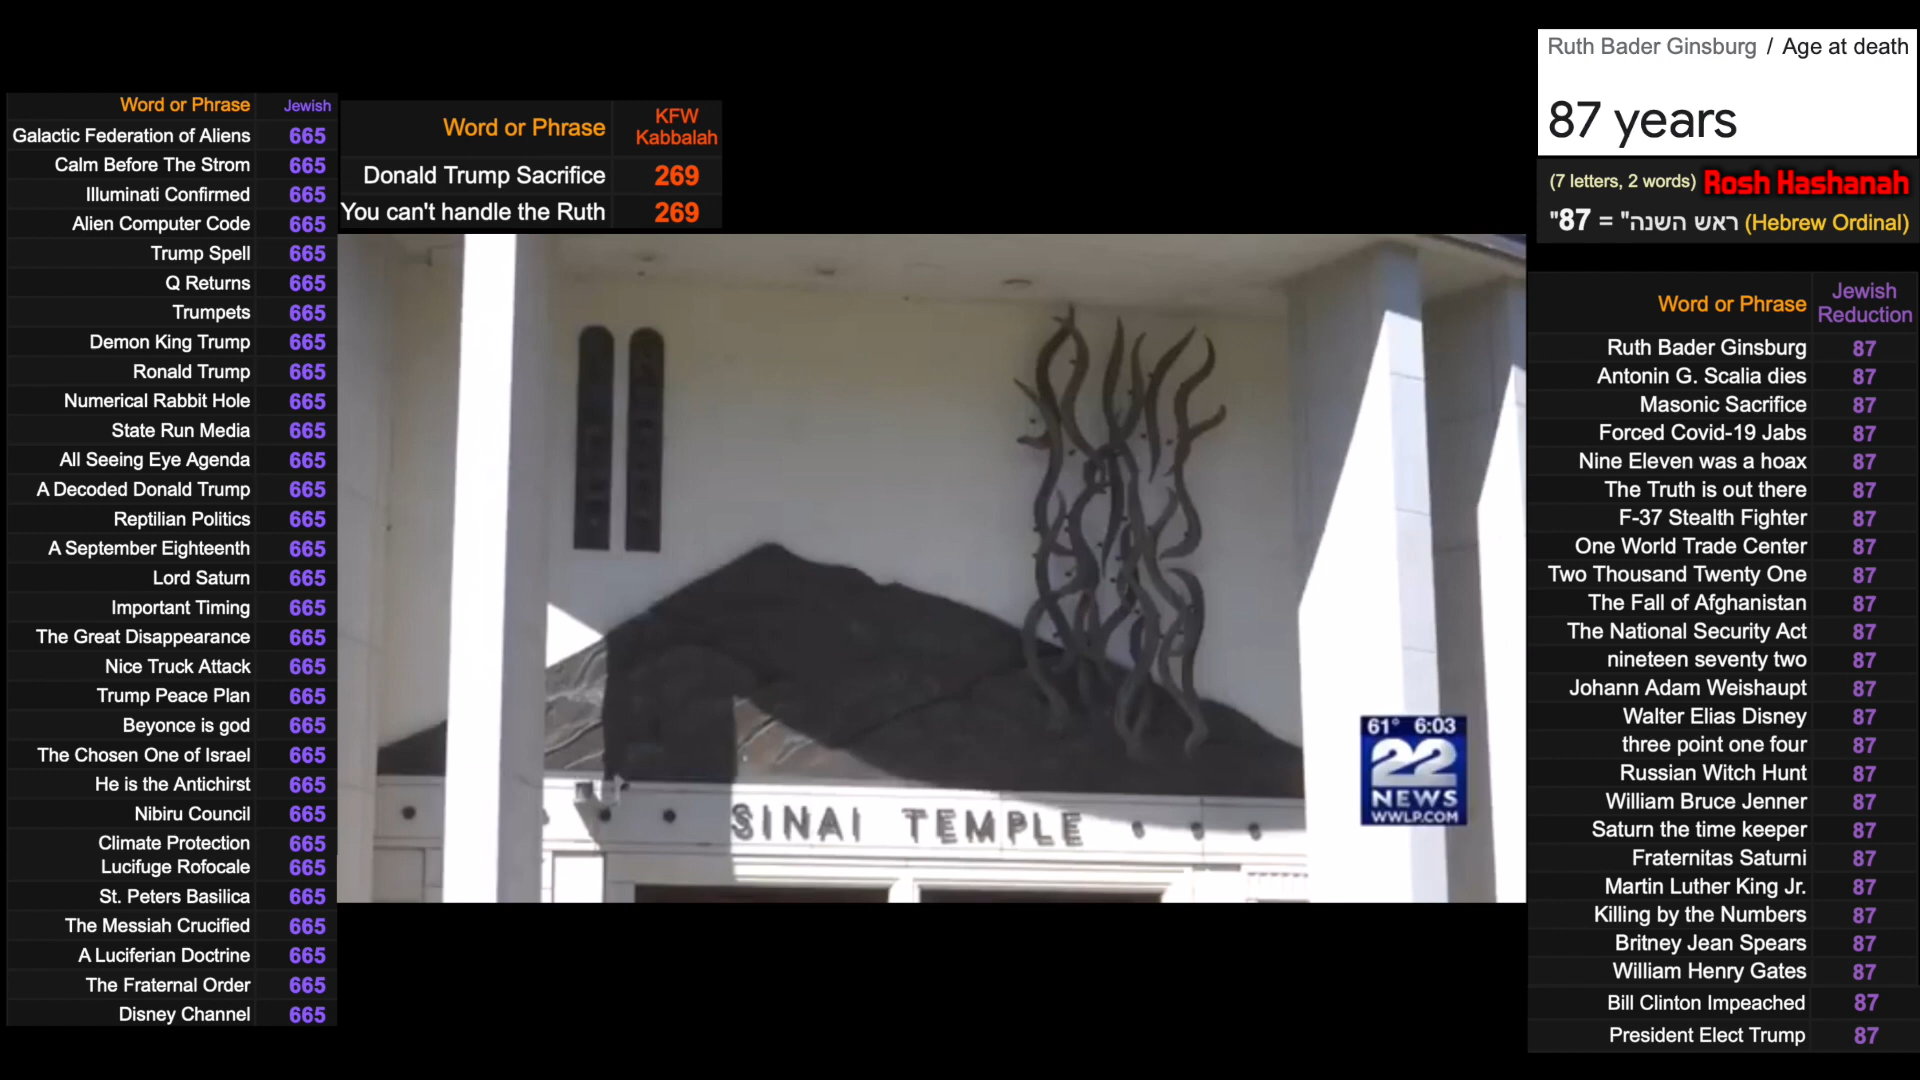 Word or Phrase Jewish
Galactic Federation of Aliens 665
Calm Before The Strom 665
Illuminati Confirmed 665
Alien Computer Code 665
Trump Spell 665
Q Returns 665
Trumpets 665
Demon King Trump 665
Ronald Trump 665
Numerical Rabbit Hole 665
State Run Media 665
All Seeing Eye Agenda 665
A Decoded Donald Trump 665
Reptilian Politics 665
A September Eighteenth 665
Lord Saturn 665
Important Timing 665
The Great Disappearance 665
Nice Truck Attack 665
Trump Peace Plan 665
Beyonce is god 665
The Chosen One of Israel 665
He is the Antichirst 665
Nibiru Council 665
Climate Protection 665
Lucifuge Rofocale 665
St. Peters Basilica 665
The Messiah Crucified 665
A Luciferian Doctrine 665
The Fraternal Order 665
Disney Channel 665
Word or Phrase KFW Kabbalah
Donald Trump Sacrifice 269
You can't handle the Ruth 269
SINAI TEMPLE
61° 6:03
22
NEWS
WWLP.COM
Ruth Bader Ginsburg / Age at death
87 years
(7 letters, 2 words) Rosh Hashanah
"ראש השנה" = "87 (Hebrew Ordinal)
Word or Phrase Jewish Reduction
Ruth Bader Ginsburg 87
Antonin G. Scalia dies 87
Masonic Sacrifice 87
Forced Covid-19 Jabs 87
Nine Eleven was a hoax 87
The Truth is out there 87
F-37 Stealth Fighter 87
One World Trade Center 87
Two Thousand Twenty One 87
The Fall of Afghanistan 87
The National Security Act 87
nineteen seventy two 87
Johann Adam Weishaupt 87
Walter Elias Disney 87
three point one four 87
Russian Witch Hunt 87
William Bruce Jenner 87
Saturn the time keeper 87
Fraternitas Saturni 87
Martin Luther King Jr. 87
Killing by the Numbers 87
Britney Jean Spears 87
William Henry Gates 87
Bill Clinton Impeached 87
President Elect Trump 87